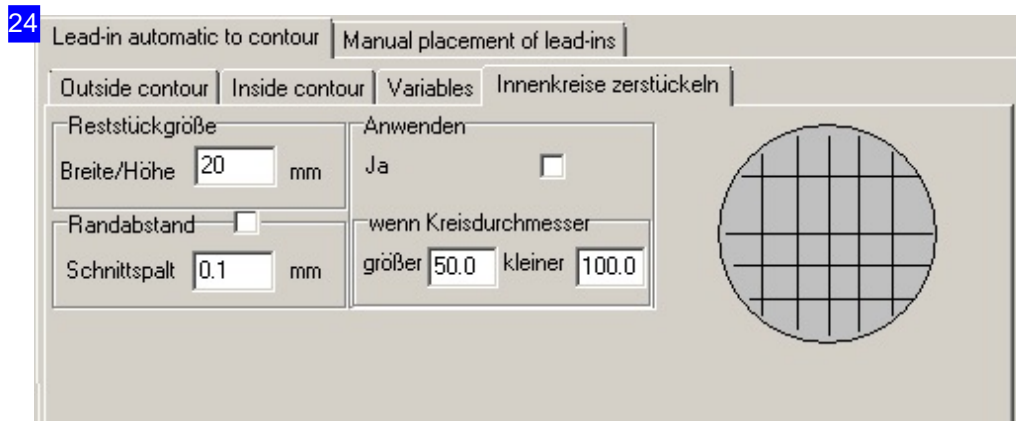 24
Lead-in automatic to contour Manual placement of lead-ins
Outside contour Inside contour Variables Innenkreise zerstückeln
Reststückgröße Anwenden
Breite/Höhe 20 mm Ja
Randabstand wenn Kreisdurchmesser
Schnittspalt 0.1 mm größer 50.0 kleiner 100.0